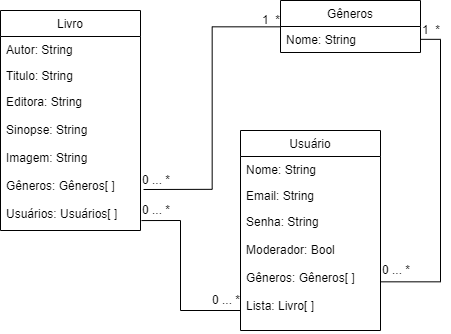 Livro
Autor: String
Titulo: String
Editora: String
Sinopse: String
Imagem: String
Gêneros: Gêneros[ ]
Usuários: Usuários[ ]
Gêneros
Nome: String
Usuário
Nome: String
Email: String
Senha: String
Moderador: Bool
Gêneros: Gêneros[ ]
Lista: Livro[ ]
1 *
1 *
0 ... *
0 ... *
0 ... *
0 ... *